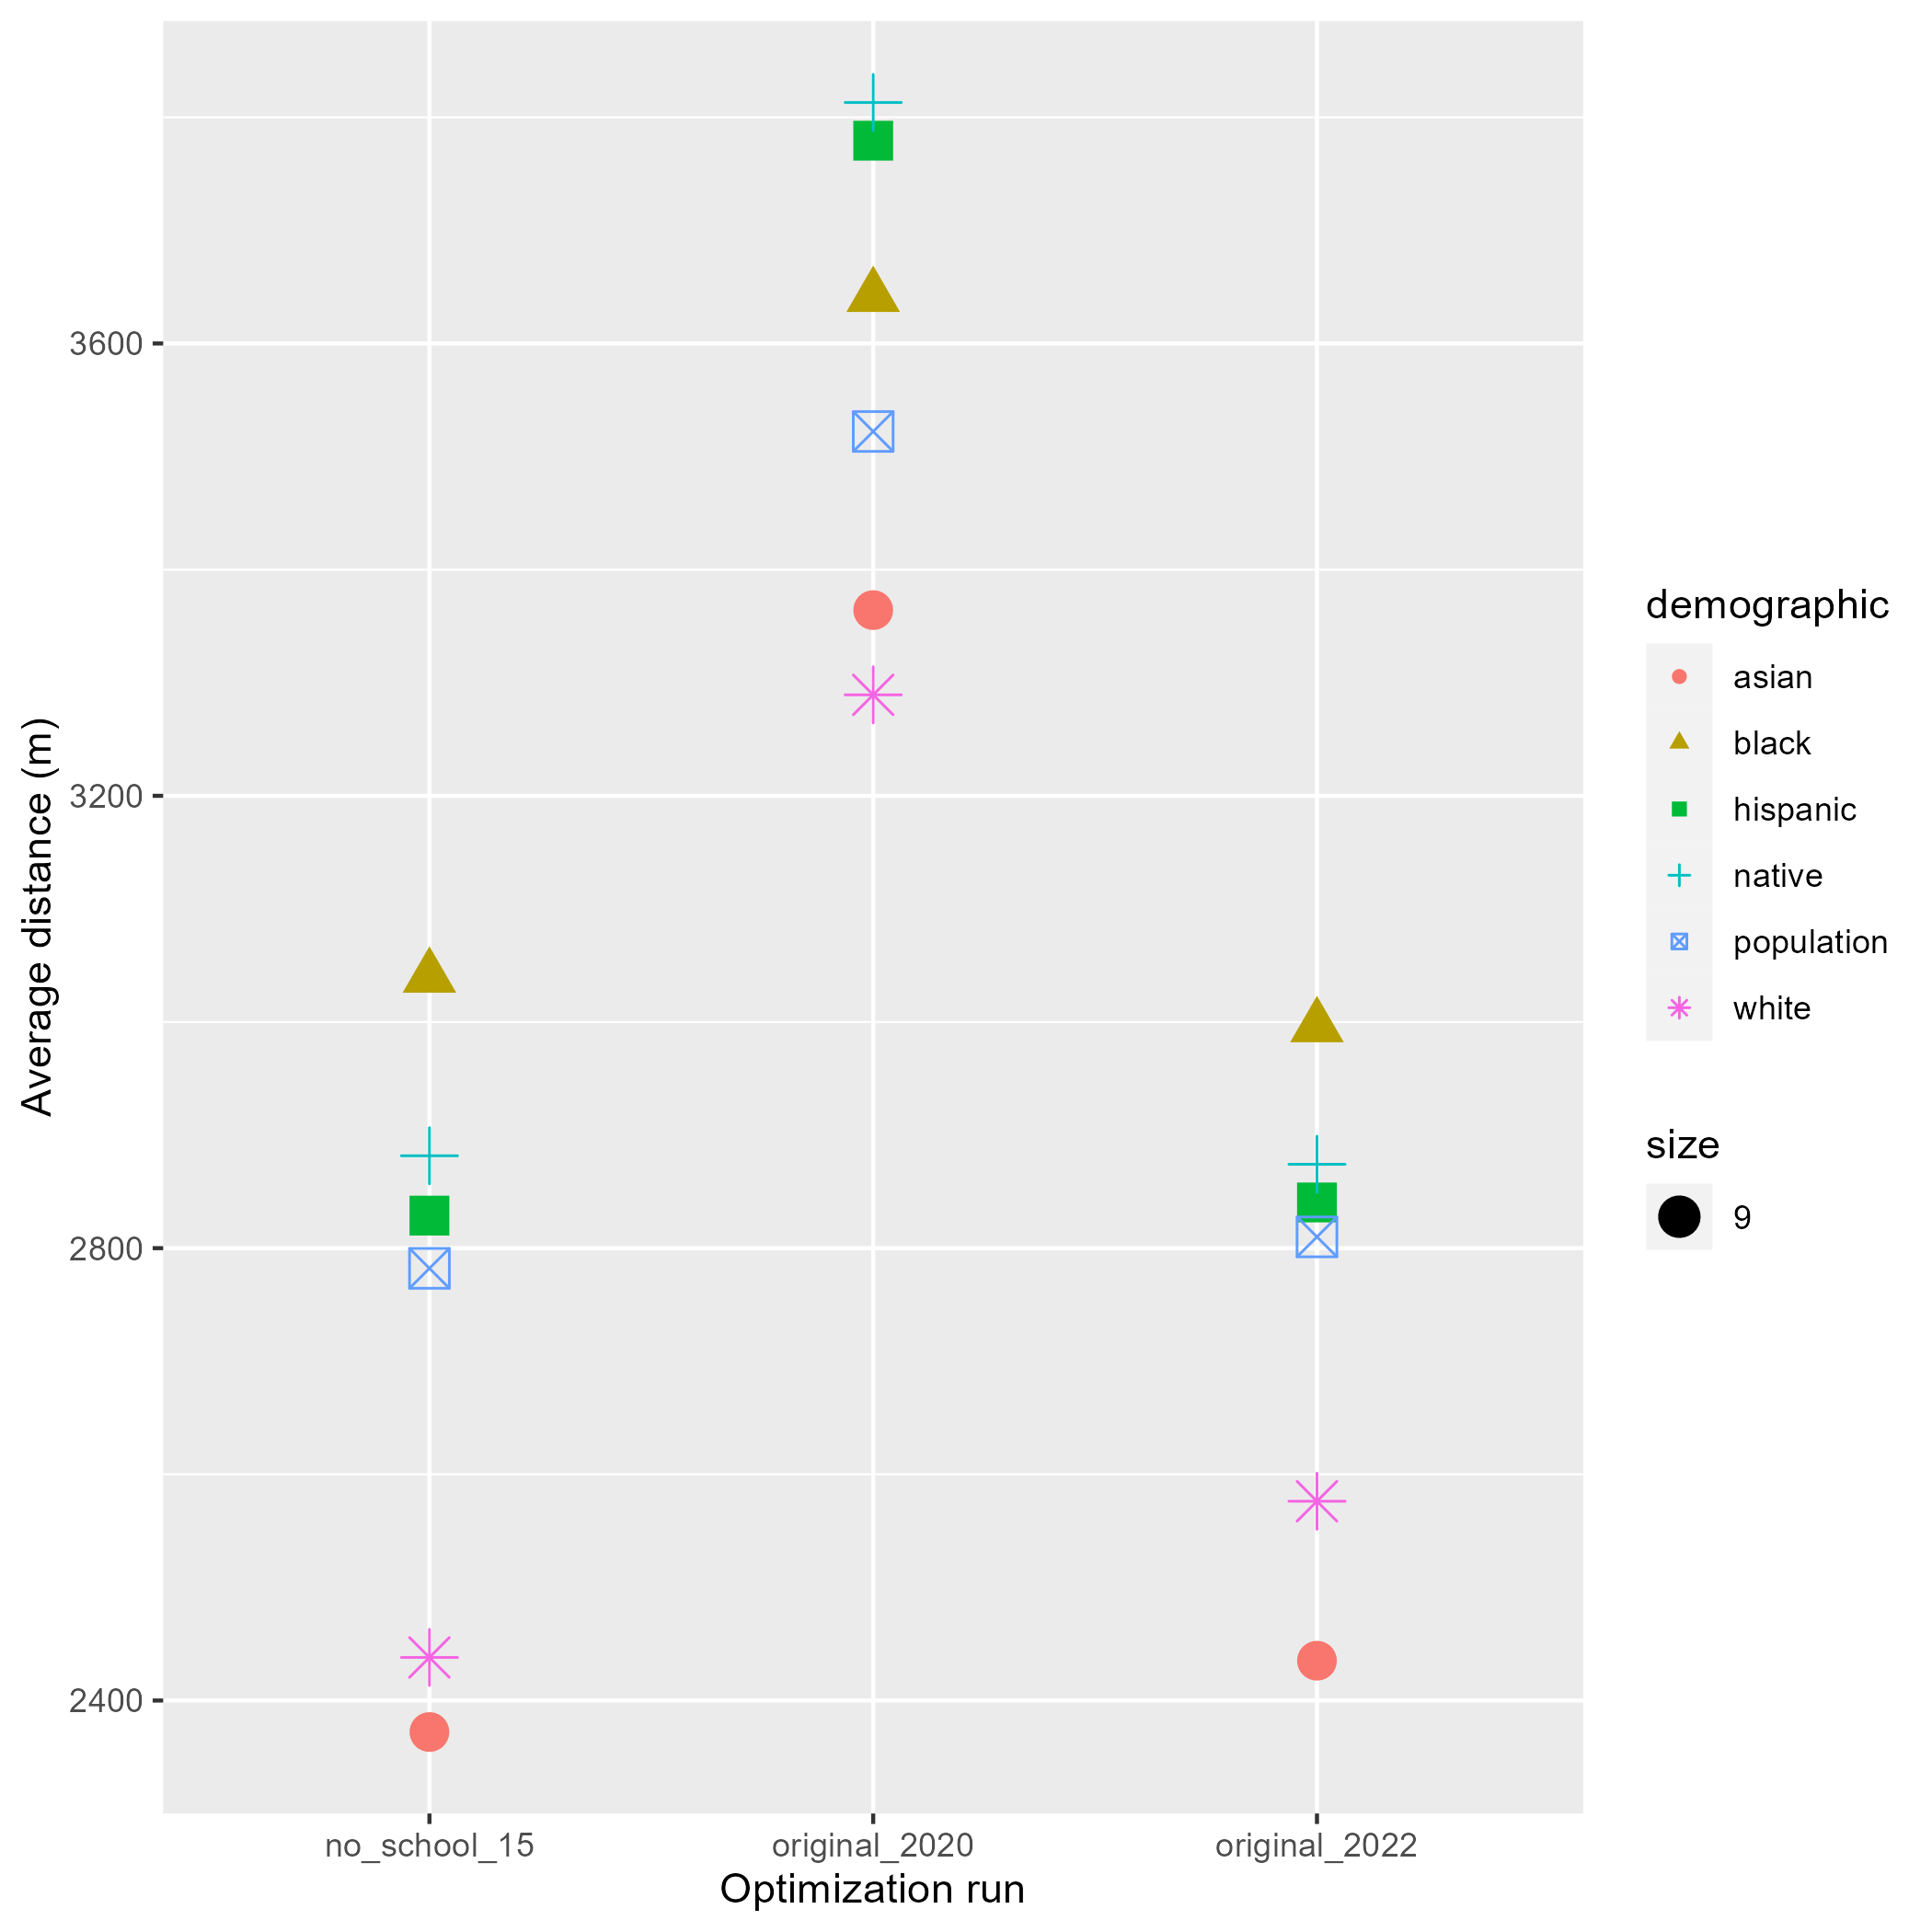 Average distance (m)
3600
3200
2800
2400
no_school_15
original_2020
original_2022
Optimization run
demographic
asian
black
hispanic
native
population
white
size
9